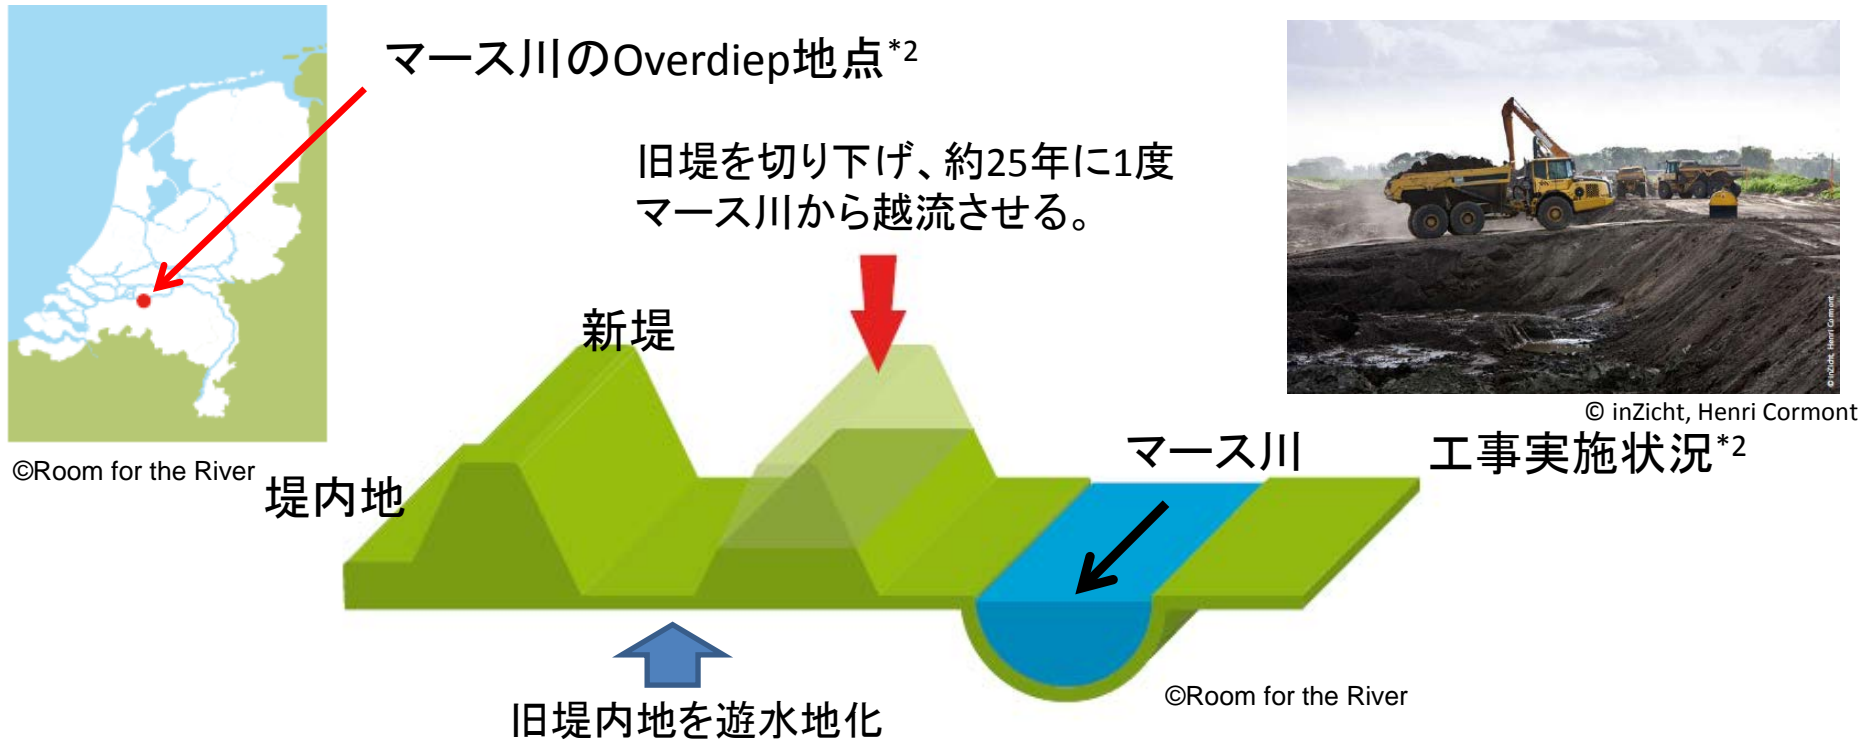 マース川のOverdiep地点*2
旧堤を切り下げ、約25年に1度
マース川から越流させる。
新堤
© inZicht, Henri Cormont
© inZicht, Henri Cormont
マース川
工事実施状況*2
©Room for the River
堤内地
©Room for the River
旧堤内地を遊水地化